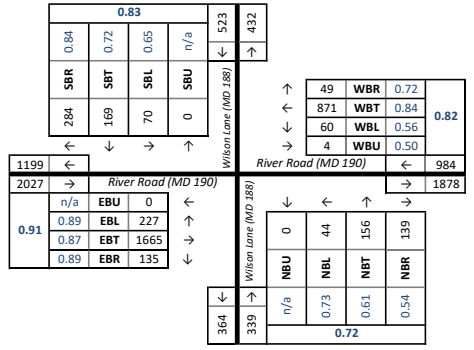 0.83
523
432
0.84 0.72 0.65 n/a
SBR SBT SBL SBU
284 169 70 0
← ↓ → ↑
↓ ↑
Wilson Lane (MD 188)
↑ 49 WBR 0.72
← 871 WBT 0.84
↓ 60 WBL 0.56
→ 4 WBU 0.50
0.82
1199 ←
River Road (MD 190)
← 984
2027 →
River Road (MD 190)
→ 1878
0.91
n/a EBU 0 ←
0.89 EBL 227 ↑
0.87 EBT 1665 →
0.89 EBR 135 ↓
Wilson Lane (MD 188)
↓ ← ↑ →
0 44 156 139
NBU NBL NBT NBR
n/a 0.73 0.61 0.54
↓ ↑
364
339
0.72